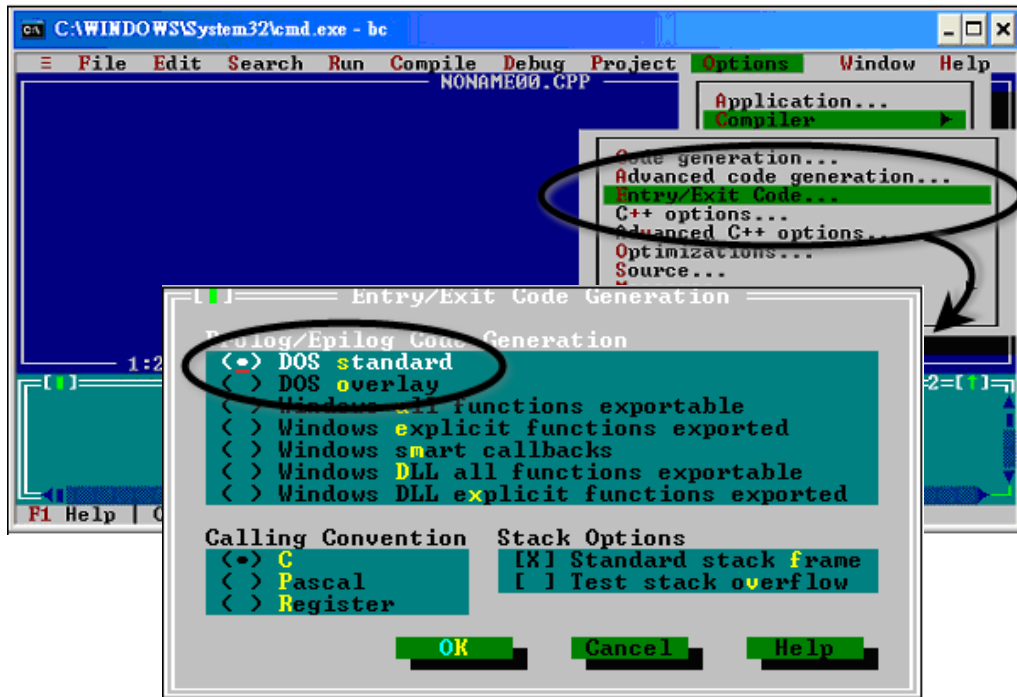 C:\WINDOWS\System32\cmd.exe - bc
≡ File Edit Search Run Compile Debug Project Options Window Help
NONAME00.CPP
Application...
Compiler
Code generation...
Advanced code generation...
Entry/Exit Code...
C++ options...
Advanced C++ options...
Optimizations...
Source...
[ ] Entry/Exit Code Generation
Prolog/Epilog Code Generation
(•) DOS standard
( ) DOS overlay
( ) Windows all functions exportable
( ) Windows explicit functions exported
( ) Windows smart callbacks
( ) Windows DLL all functions exportable
( ) Windows DLL explicit functions exported
Calling Convention
(•) C
( ) Pascal
( ) Register
Stack Options
[X] Standard stack frame
[ ] Test stack overflow
OK Cancel Help
1:2
2=[↑]
F1 Help